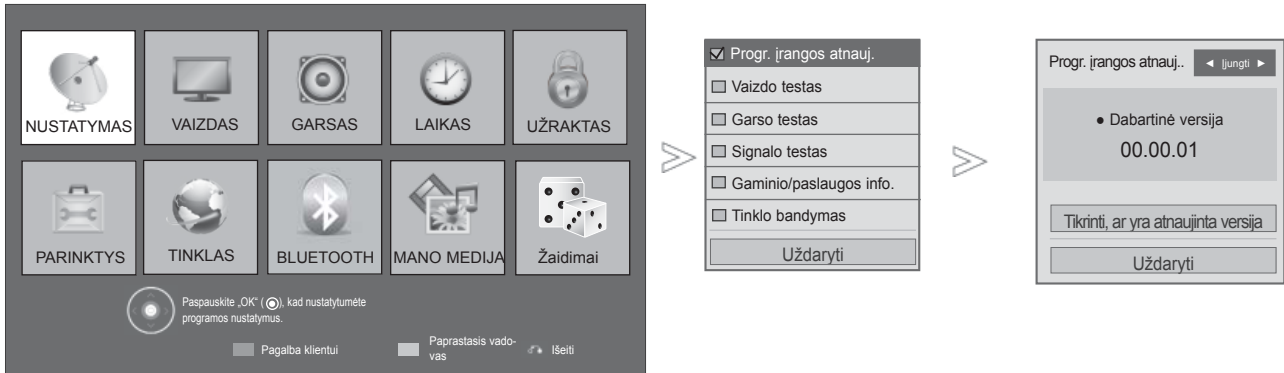 NUSTATYMAS
VAIZDAS
GARSAS
LAIKAS
UŽRAKTAS
PARINKTYS
TINKLAS
BLUETOOTH
MANO MEDIJA
Žaidimai
Paspauskite „OK“ (◉), kad nustatytumėte
programos nustatymus.
Pagalba klientui
Paprastasis vado-
vas
Išeiti
Progr. įrangos atnauj.
Vaizdo testas
Garso testas
Signalo testas
Gaminio/paslaugos info.
Tinklo bandymas
Uždaryti
Progr. įrangos atnauj..
◄ Įjungti ►
● Dabartinė versija
00.00.01
Tikrinti, ar yra atnaujinta versija
Uždaryti